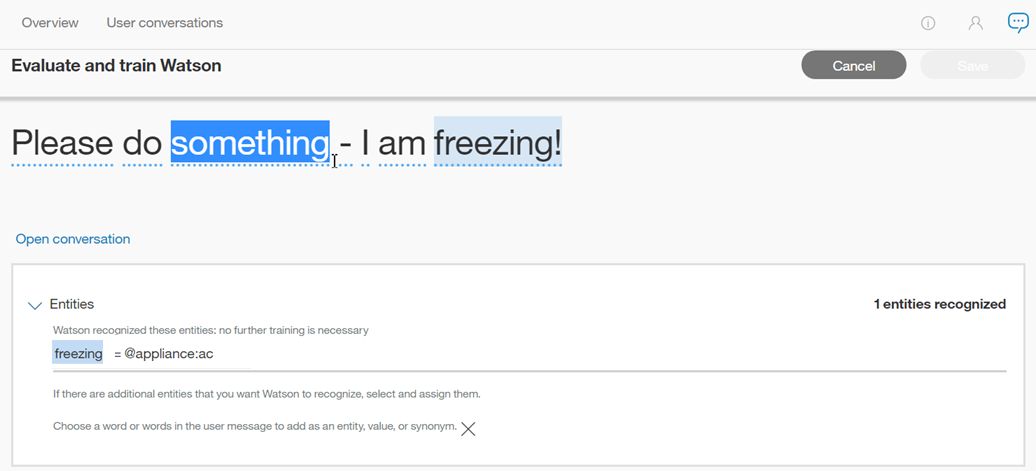 Overview User conversations
Evaluate and train Watson Cancel Save
Please do something - I am freezing!
Open conversation
Entities 1 entities recognized
Watson recognized these entities: no further training is necessary
freezing = @appliance:ac
If there are additional entities that you want Watson to recognize, select and assign them.
Choose a word or words in the user message to add as an entity, value, or synonym.